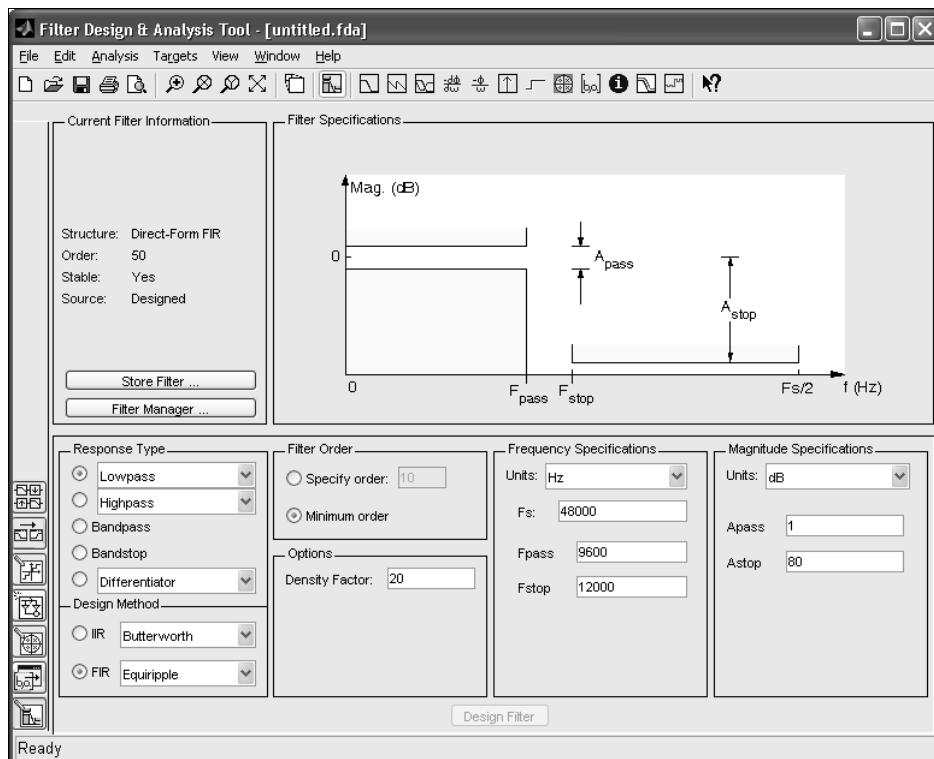 Filter Design & Analysis Tool - [untitled.fda]
File Edit Analysis Targets View Window Help
Current Filter Information
Structure: Direct-Form FIR
Order: 50
Stable: Yes
Source: Designed
Store Filter ...
Filter Manager ...
Filter Specifications
Mag. (dB)
0
Apass
Astop
0 Fpass Fstop Fs/2 f (Hz)
Response Type
Lowpass
Highpass
Bandpass
Bandstop
Differentiator
Design Method
IIR Butterworth
FIR Equiripple
Filter Order
Specify order: 10
Minimum order
Options
Density Factor: 20
Frequency Specifications
Units: Hz
Fs: 48000
Fpass 9600
Fstop 12000
Magnitude Specifications
Units: dB
Apass 1
Astop 80
Design Filter
Ready